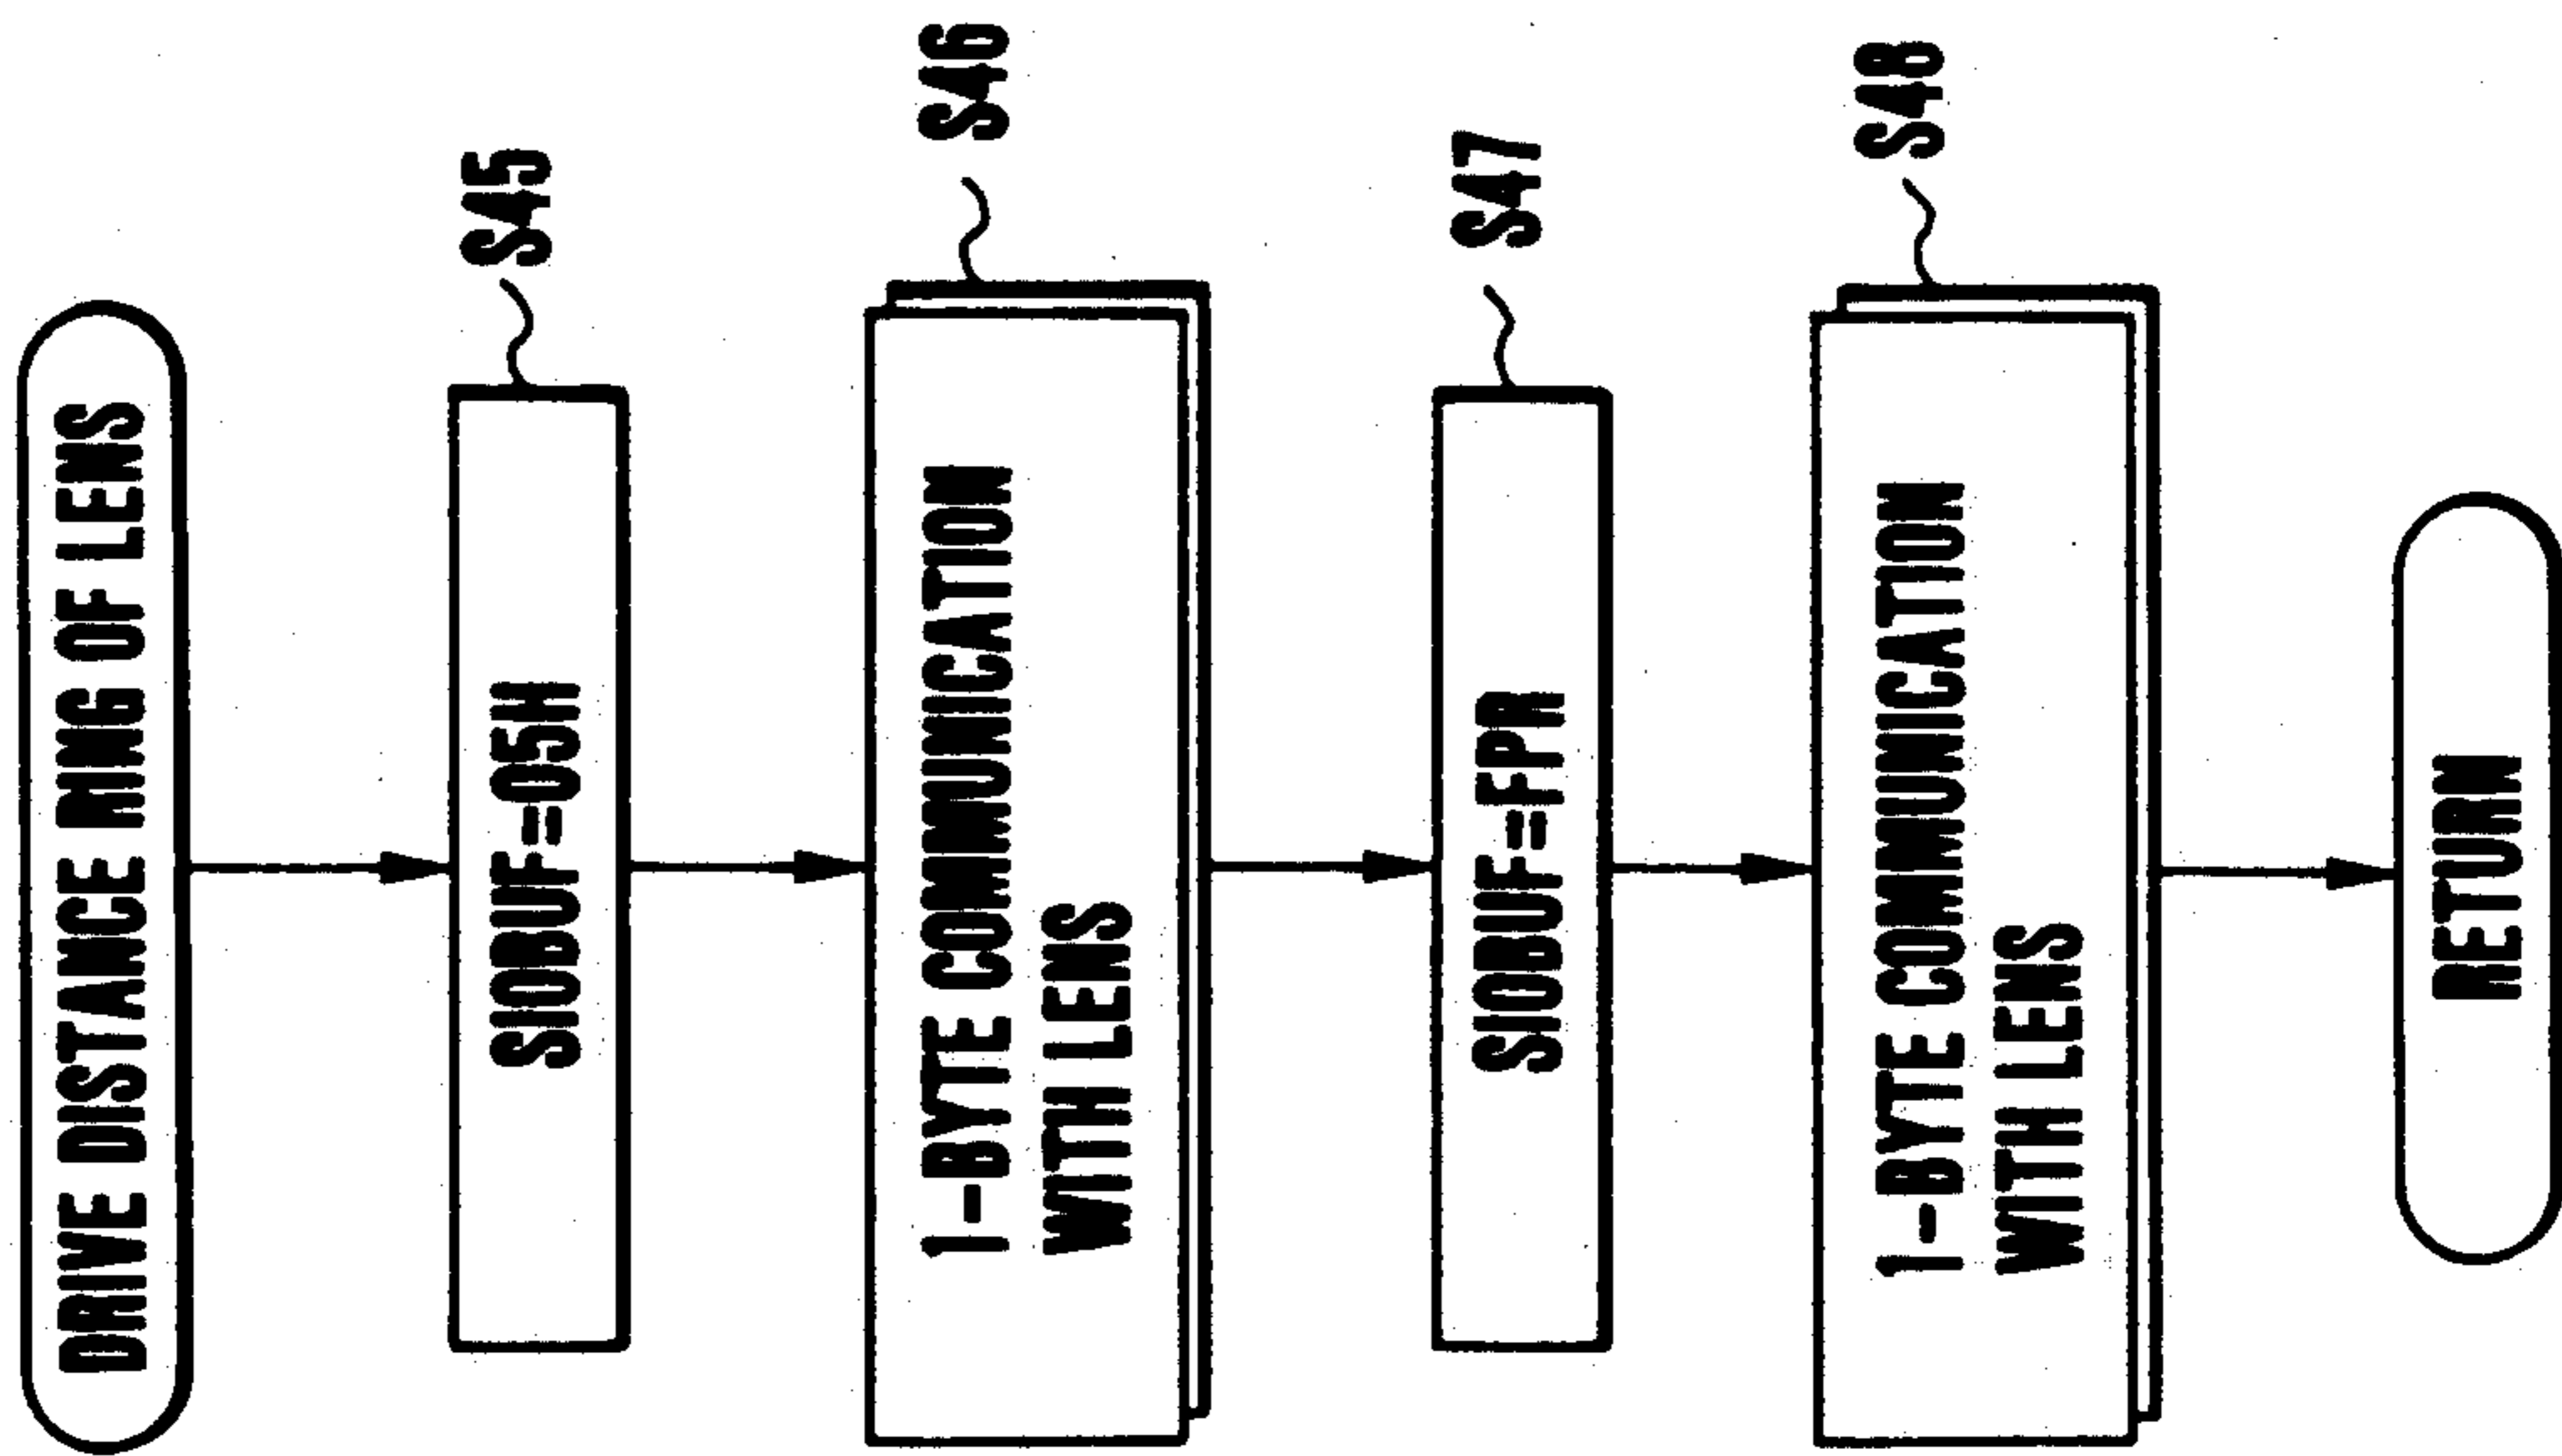 DRIVE DISTANCE RING OF LENS
SIOBUF=05H
S45
1-BYTE COMMUNICATION
WITH LENS
S46
SIOBUF=FPR
S47
1-BYTE COMMUNICATION
WITH LENS
S48
RETURN